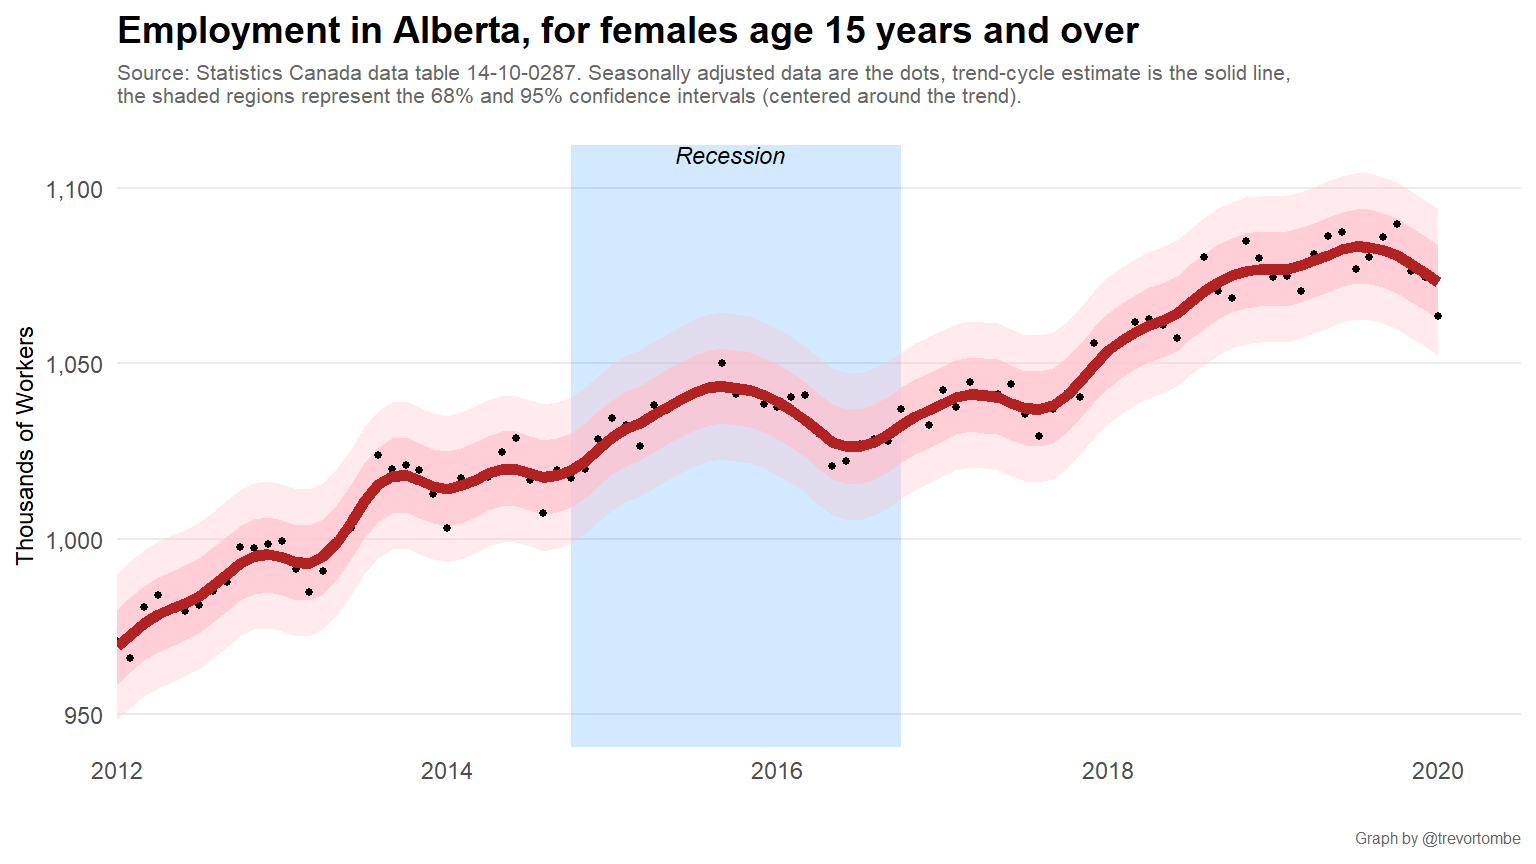 Employment in Alberta, for females age 15 years and over
Source: Statistics Canada data table 14-10-0287. Seasonally adjusted data are the dots, trend-cycle estimate is the solid line,
the shaded regions represent the 68% and 95% confidence intervals (centered around the trend).
Recession
1,100
1,050
1,000
950
Thousands of Workers
2012 2014 2016 2018 2020
Graph by @trevortombe